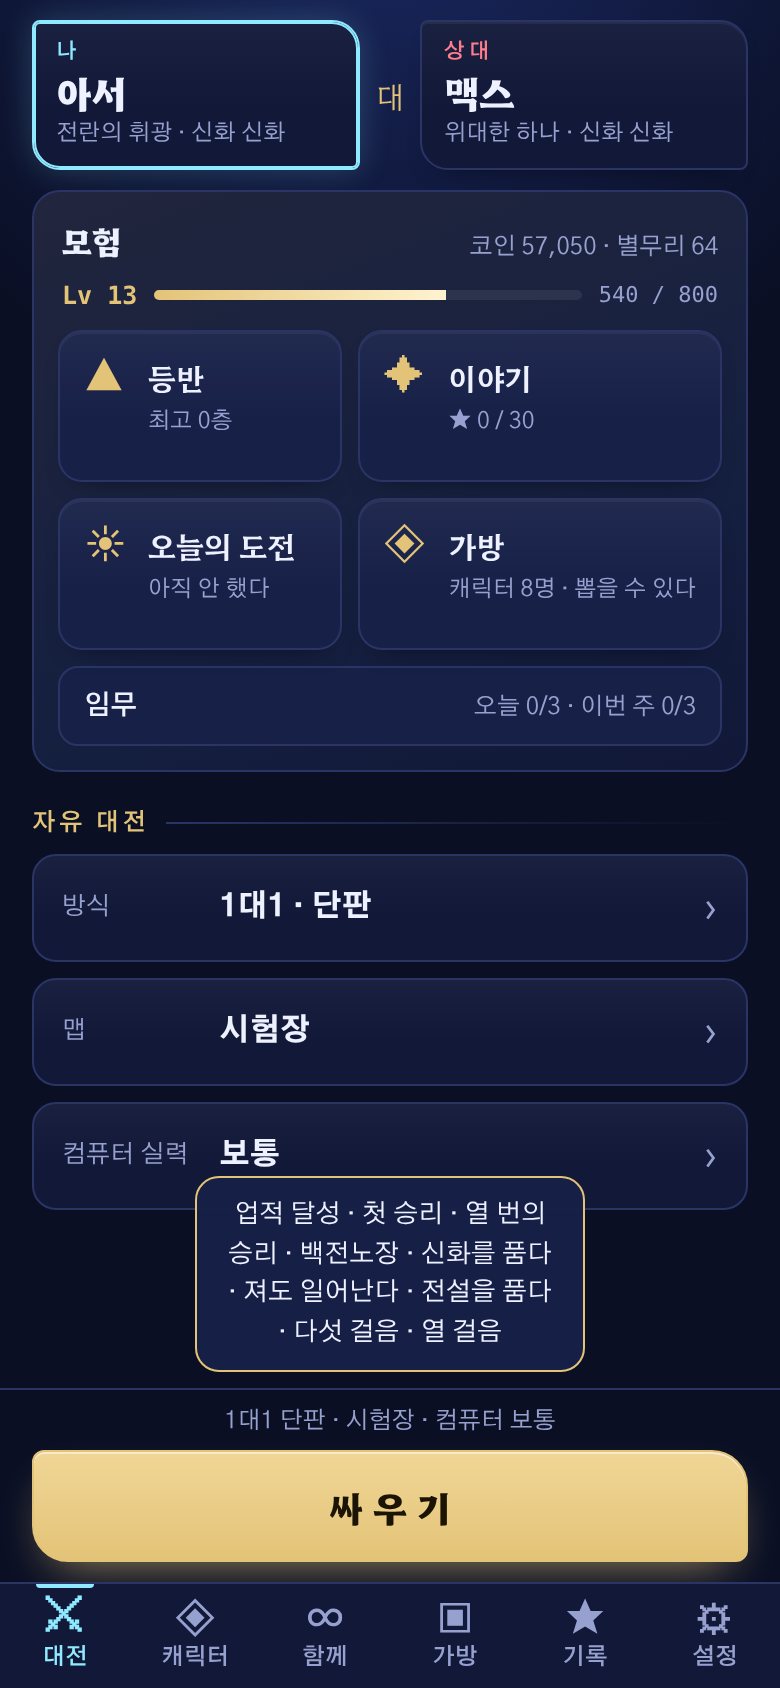 나
아서
전란의 휘광 · 신화 신화
대
상대
맥스
위대한 하나 · 신화 신화
모험
코인 57,050 · 별무리 64
Lv 13
540 / 800
등반
최고 0층
이야기
★ 0 / 30
오늘의 도전
아직 안 했다
가방
캐릭터 8명 · 뽑을 수 있다
임무
오늘 0/3 · 이번 주 0/3
자유 대전
방식
1대1 · 단판
맵
시험장
컴퓨터 실력
보통
업적 달성 · 첫 승리 · 열 번의
승리 · 백전노장 · 신화를 품다
· 져도 일어난다 · 전설을 품다
· 다섯 걸음 · 열 걸음
1대1 단판 · 시험장 · 컴퓨터 보통
싸우기
대전
캐릭터
함께
가방
기록
설정